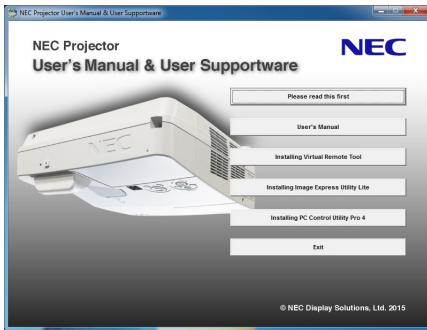 NEC Projector User's Manual & User Supportware
NEC Projector
NEC
User's Manual & User Supportware
Please read this first
User's Manual
Installing Virtual Remote Tool
Installing Image Express Utility Lite
Installing PC Control Utility Pro 4
Exit
© NEC Display Solutions, Ltd. 2015
NEC